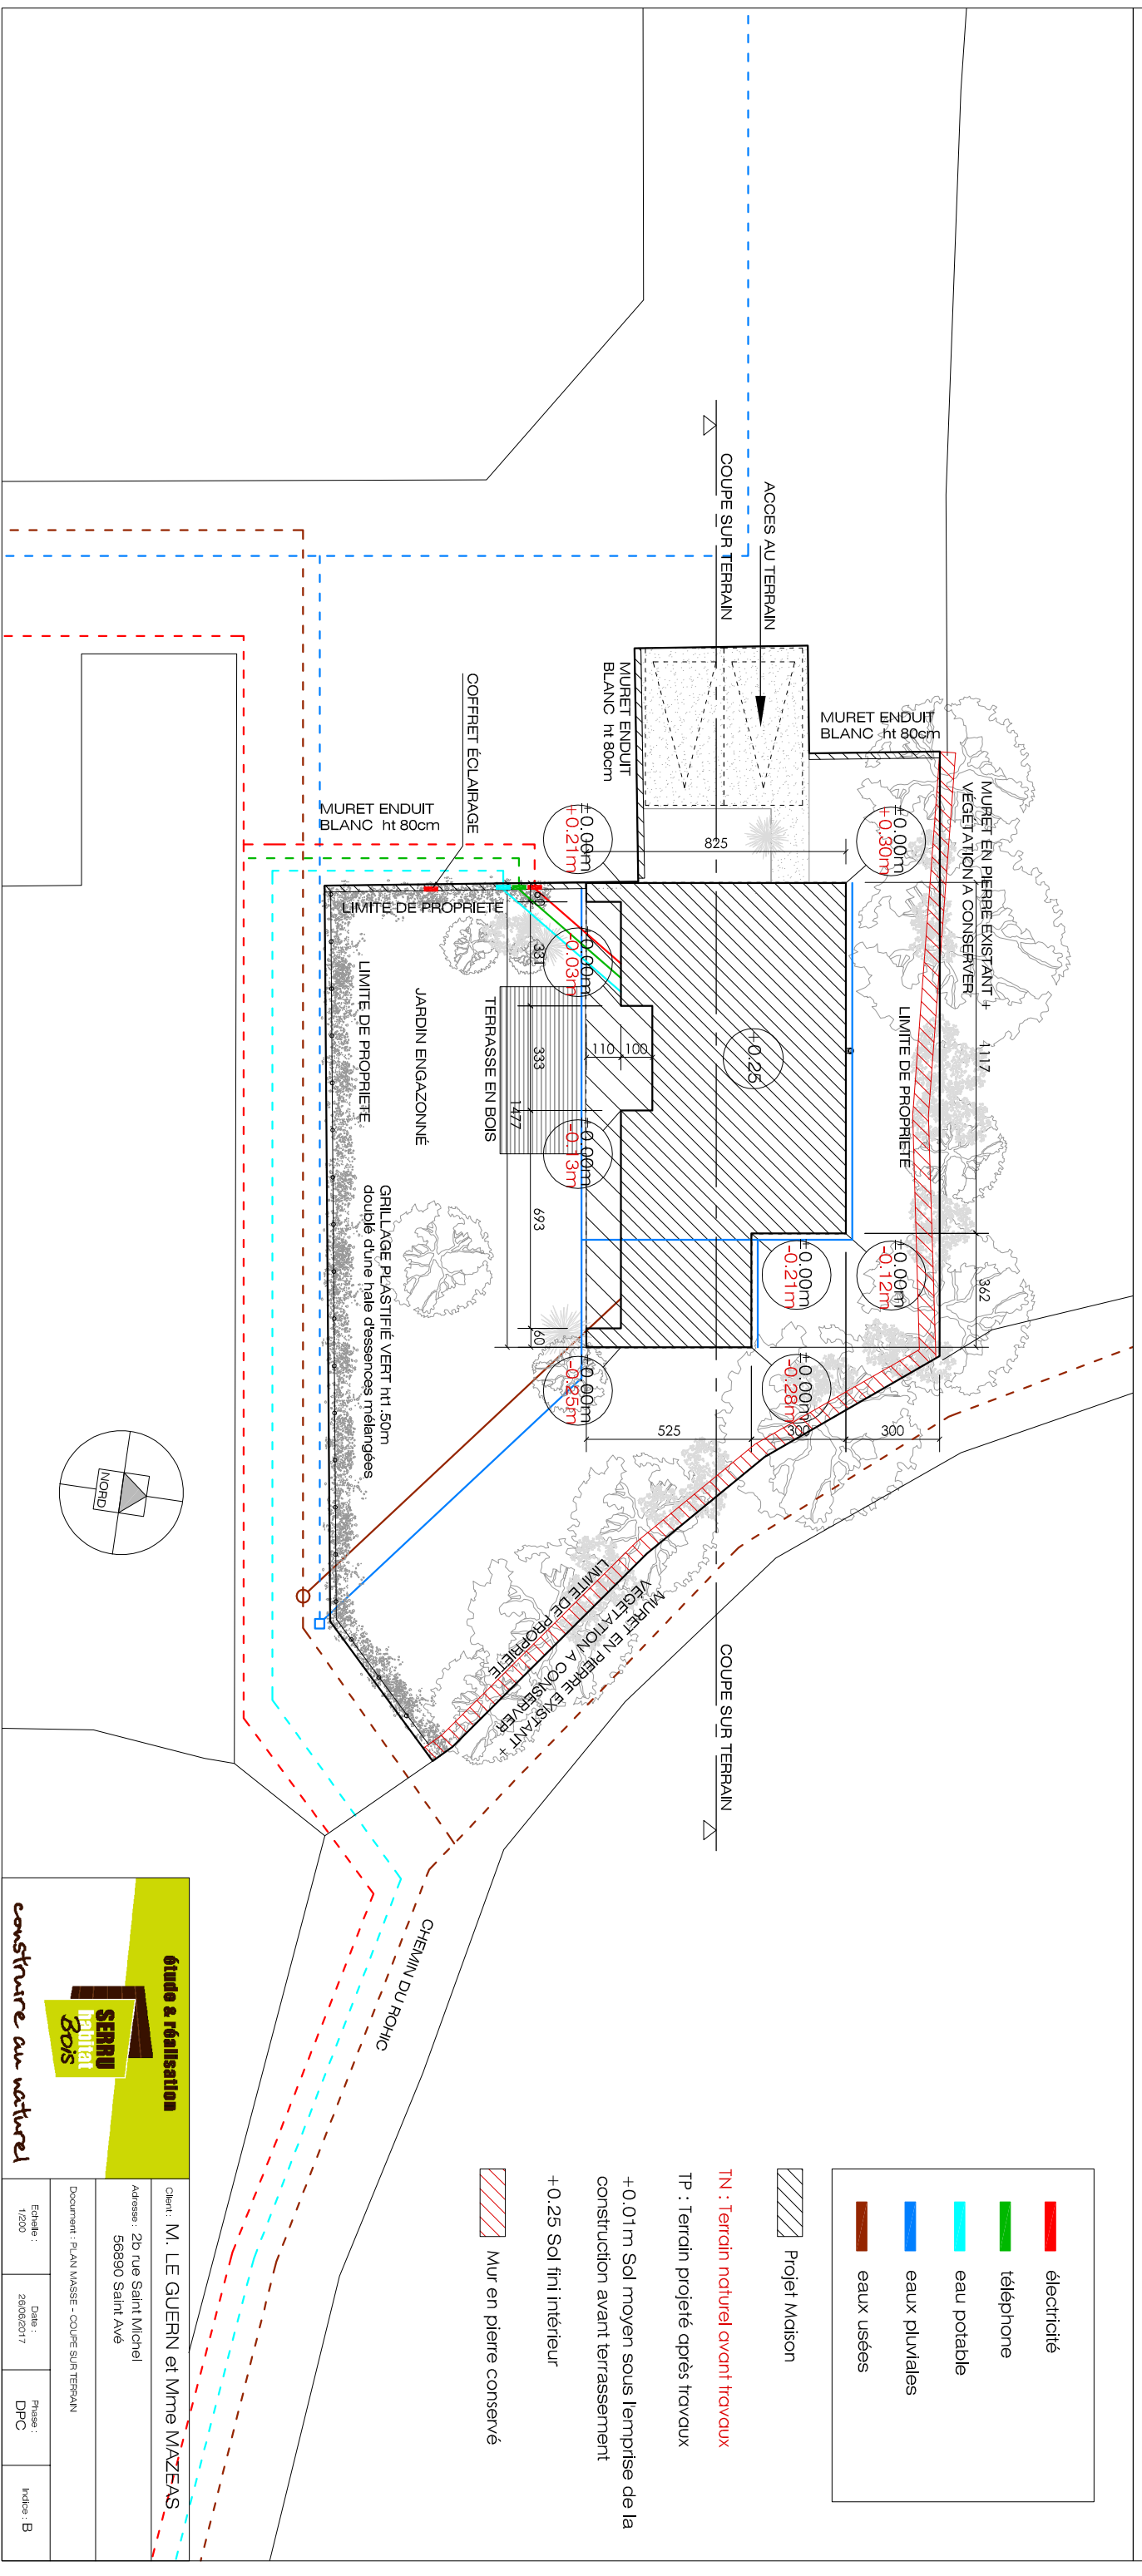 COUPE SUR TERRAIN
ACCES AU TERRAIN
MURET ENDUIT
BLANC ht 80cm
MURET ENDUIT
BLANC ht 80cm
MURET EN PIERRE EXISTANT +
VÉGETATION A CONSERVER
COFFRET ÉCLAIRAGE
MURET ENDUIT
BLANC ht 80cm
±0.00m
+0.21m
825
±0.00m
+0.30m
LIMITE DE PROPRIETE
90
331
±0.00m
-0.03m
LIMITE DE PROPRIETE
JARDIN ENGAZONNÉ
TERRASSE EN BOIS
333
1477
110
100
+0.25
LIMITE DE PROPRIETE
1117
±0.00m
-0.13m
693
60
GRILLAGE PLASTIFIÉ VERT ht1.50m
doublé d'une haie d'essences mélangées
±0.00m
-0.21m
±0.00m
-0.12m
362
±0.00m
-0.25m
±0.00m
-0.28m
525
300
300
NORD
LIMITE DE PROPRIETE
MURET EN PIERRE EXISTANT +
VÉGETATION A CONSERVER
COUPE SUR TERRAIN
CHEMIN DU ROHIC
électricité
téléphone
eau potable
eaux pluviales
eaux usées
Projet Maison
TN : Terrain naturel avant travaux
TP : Terrain projeté après travaux
+0.01m Sol moyen sous l'emprise de la
construction avant terrassement
+0.25 Sol fini intérieur
Mur en pierre conservé
étude & réalisation
SERRU
habitat
Bois
construire au naturel
Client : M. LE GUERN et Mme MAZEAS
Adresse : 2b rue Saint Michel
56890 Saint Avé
Document : PLAN MASSE - COUPE SUR TERRAIN
Echelle :
1/200
Date :
26/06/2017
Phase :
DPC
Indice : B